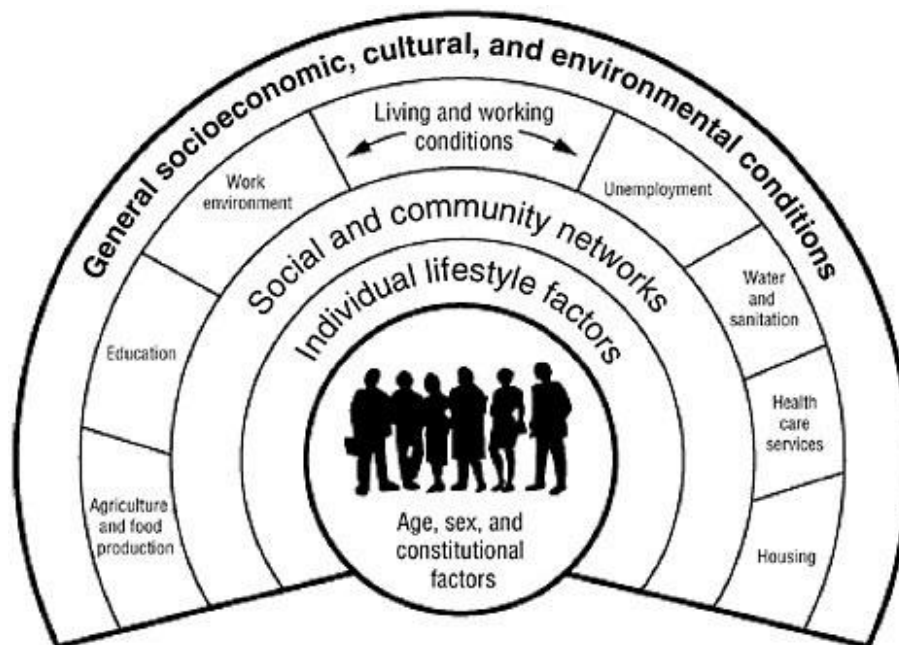 General socioeconomic, cultural, and environmental conditions
Living and working
conditions
Work
environment
Unemployment
Social and community networks
Individual lifestyle factors
Education
Water
and
sanitation
Health
care
services
Agriculture
and food
production
Housing
Age, sex, and
constitutional
factors